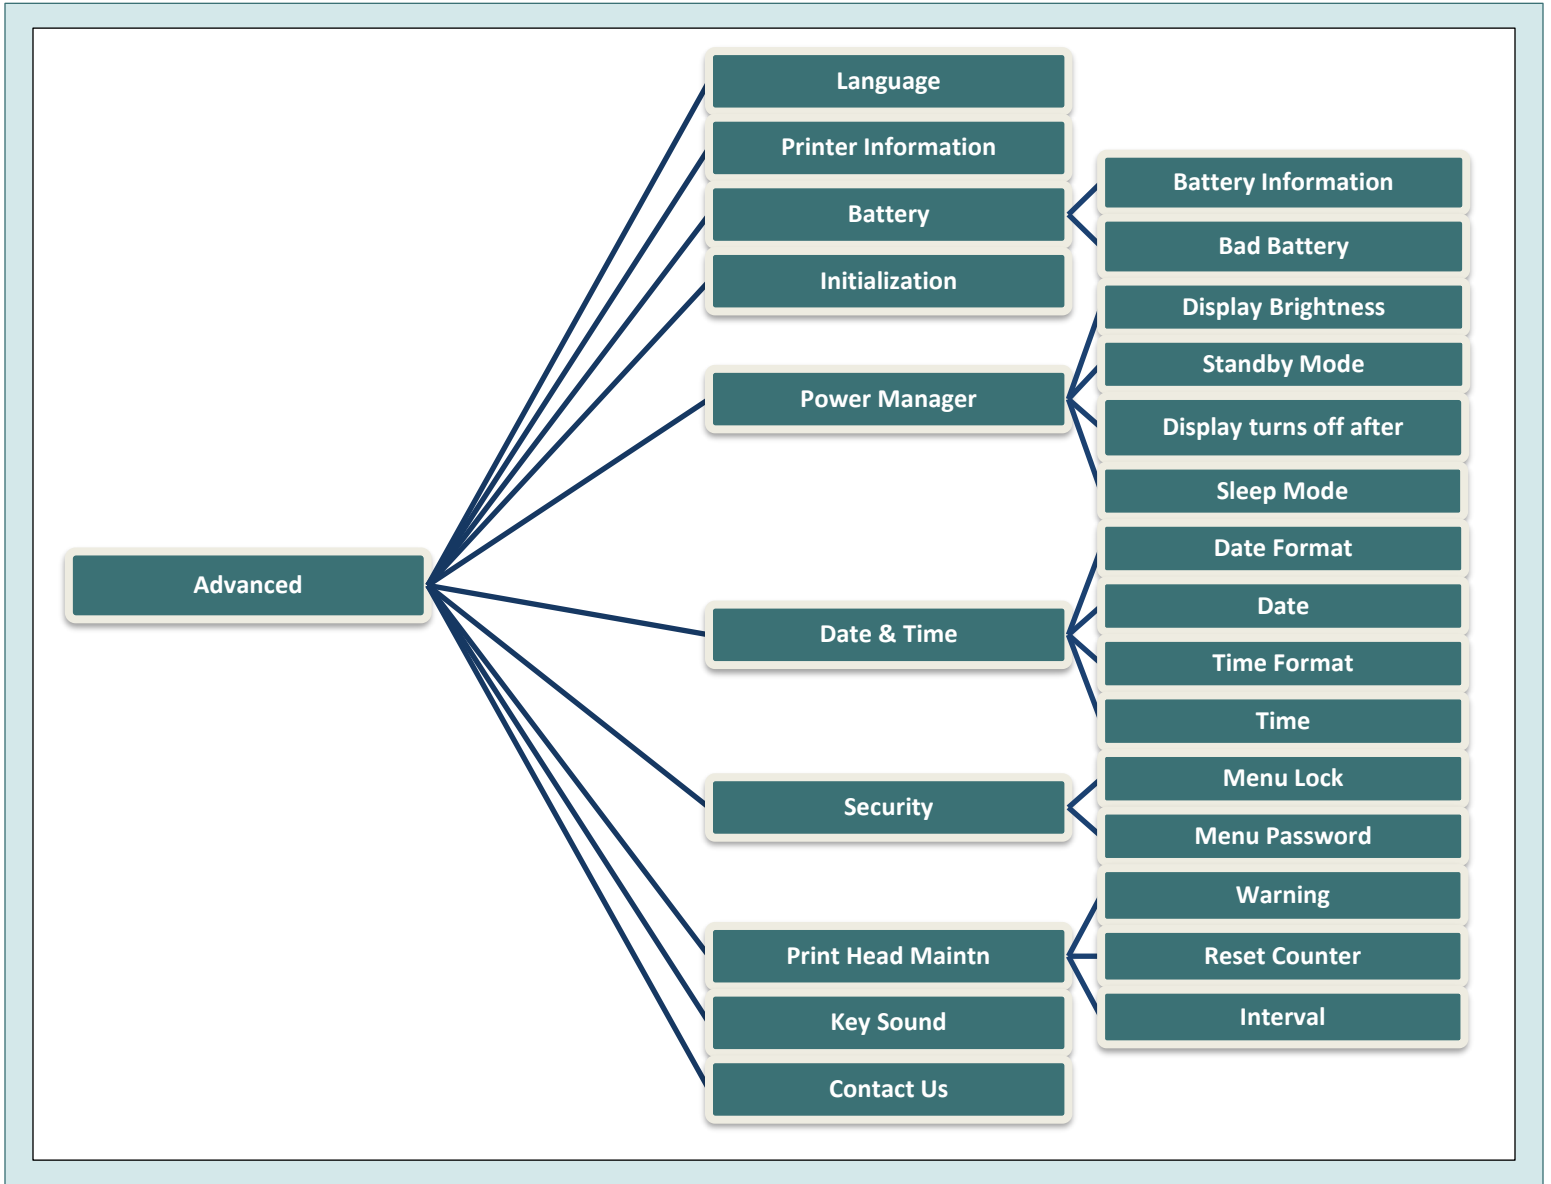 Advanced
Language
Printer Information
Battery
Battery Information
Bad Battery
Initialization
Power Manager
Display Brightness
Standby Mode
Display turns off after
Sleep Mode
Date & Time
Date Format
Date
Time Format
Time
Security
Menu Lock
Menu Password
Print Head Maintn
Warning
Reset Counter
Interval
Key Sound
Contact Us